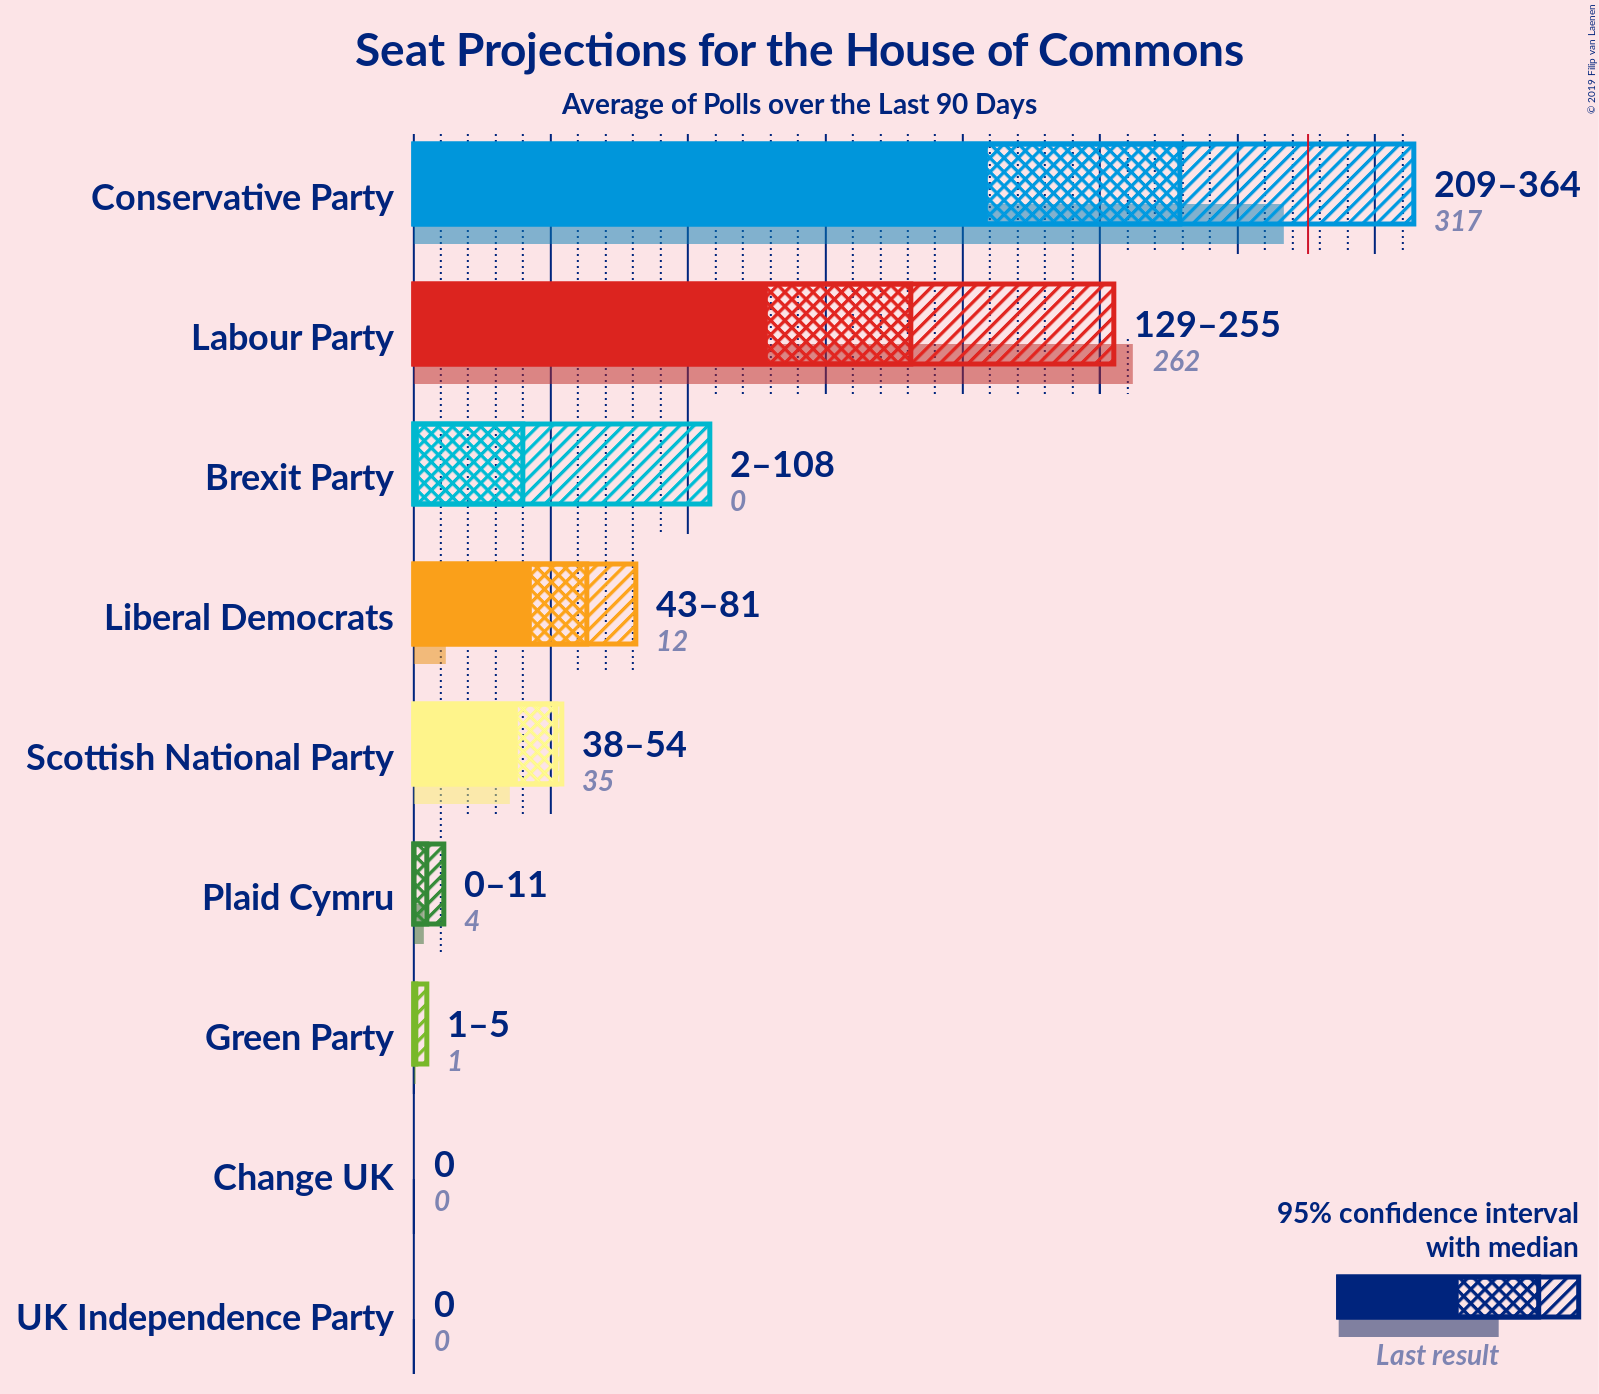 Seat Projections for the House of Commons
Average of Polls over the Last 90 Days
© 2019 Filip van Laenen
Conservative Party
209–364
317
Labour Party
129–255
262
Brexit Party
2–108
0
Liberal Democrats
43–81
12
Scottish National Party
38–54
35
Plaid Cymru
0–11
4
Green Party
1–5
1
Change UK
0
0
UK Independence Party
0
0
95% confidence interval
with median
Last result